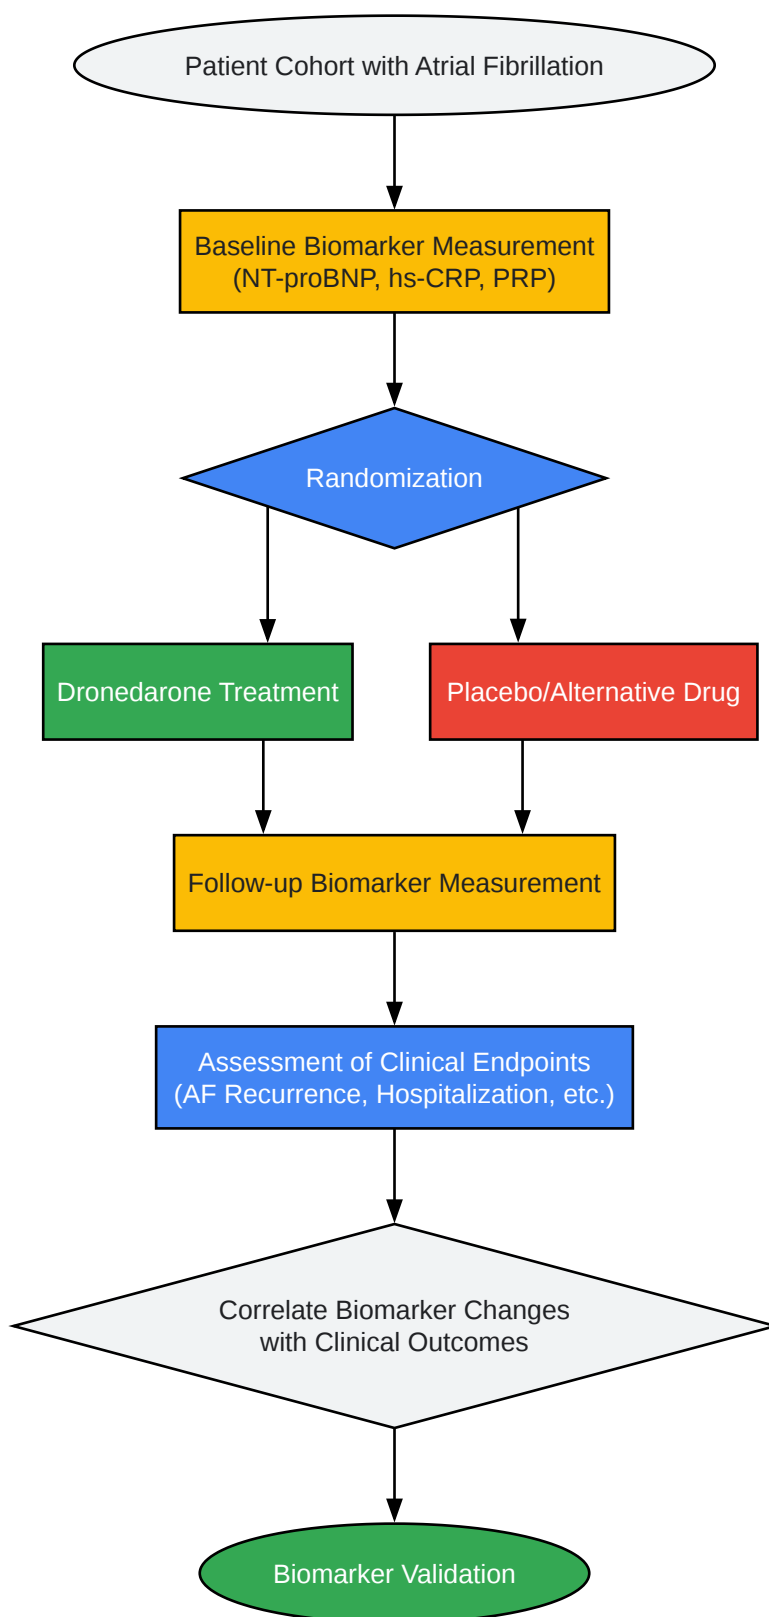 Patient Cohort with Atrial Fibrillation
Baseline Biomarker Measurement
(NT-proBNP, hs-CRP, PRP)
Randomization
Dronedarone Treatment
Placebo/Alternative Drug
Follow-up Biomarker Measurement
Assessment of Clinical Endpoints
(AF Recurrence, Hospitalization, etc.)
Correlate Biomarker Changes
with Clinical Outcomes
Biomarker Validation